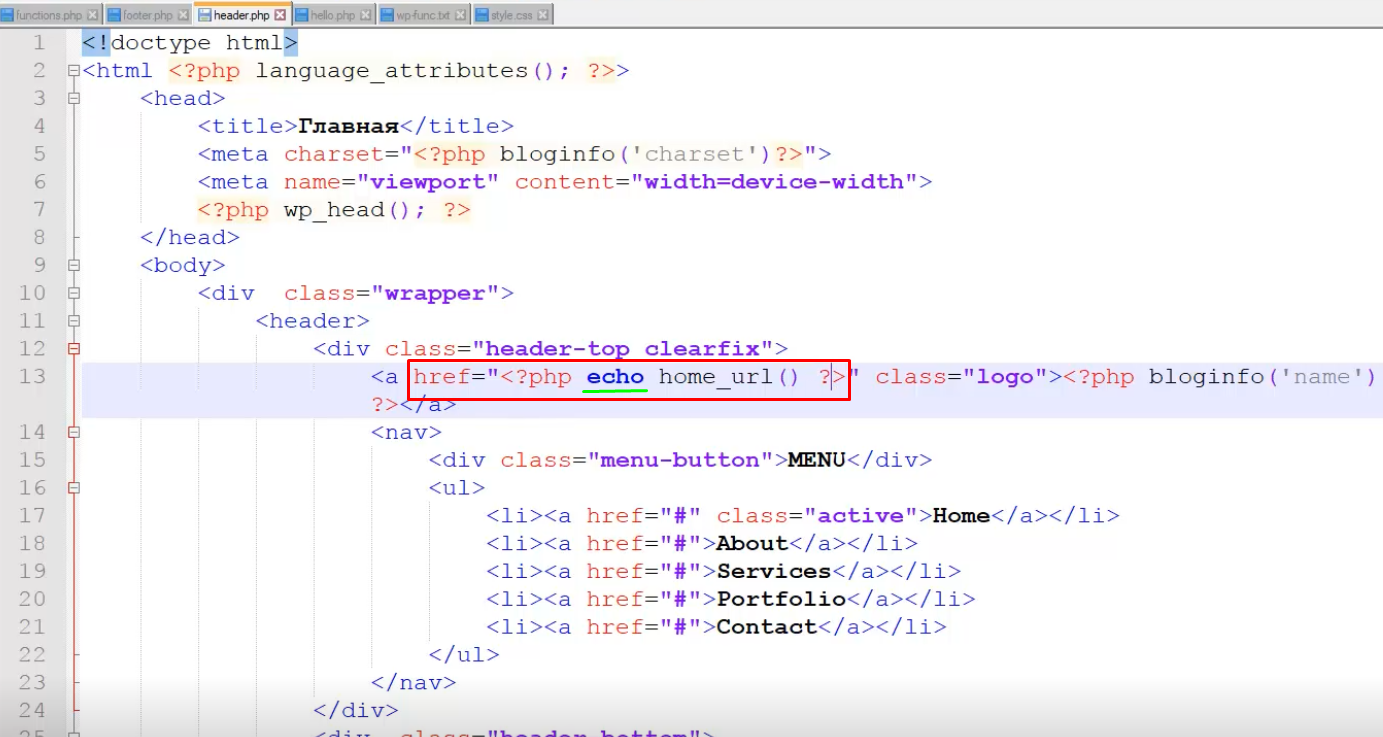 functions.php footer.php header.php hello.php wp-func.txt style.css
1 <!doctype html>
2 <html <?php language_attributes(); ?>>
3 <head>
4 <title>Главная</title>
5 <meta charset="<?php bloginfo('charset')?>">
6 <meta name="viewport" content="width=device-width">
7 <?php wp_head(); ?>
8 </head>
9 <body>
10 <div  class="wrapper">
11 <header>
12 <div class="header-top clearfix">
13 <a href="<?php echo home_url() ?>" class="logo"><?php bloginfo('name')
?></a>
14 <nav>
15 <div class="menu-button">MENU</div>
16 <ul>
17 <li><a href="#" class="active">Home</a></li>
18 <li><a href="#">About</a></li>
19 <li><a href="#">Services</a></li>
20 <li><a href="#">Portfolio</a></li>
21 <li><a href="#">Contact</a></li>
22 </ul>
23 </nav>
24 </div>
25 <div class="header-bottom">